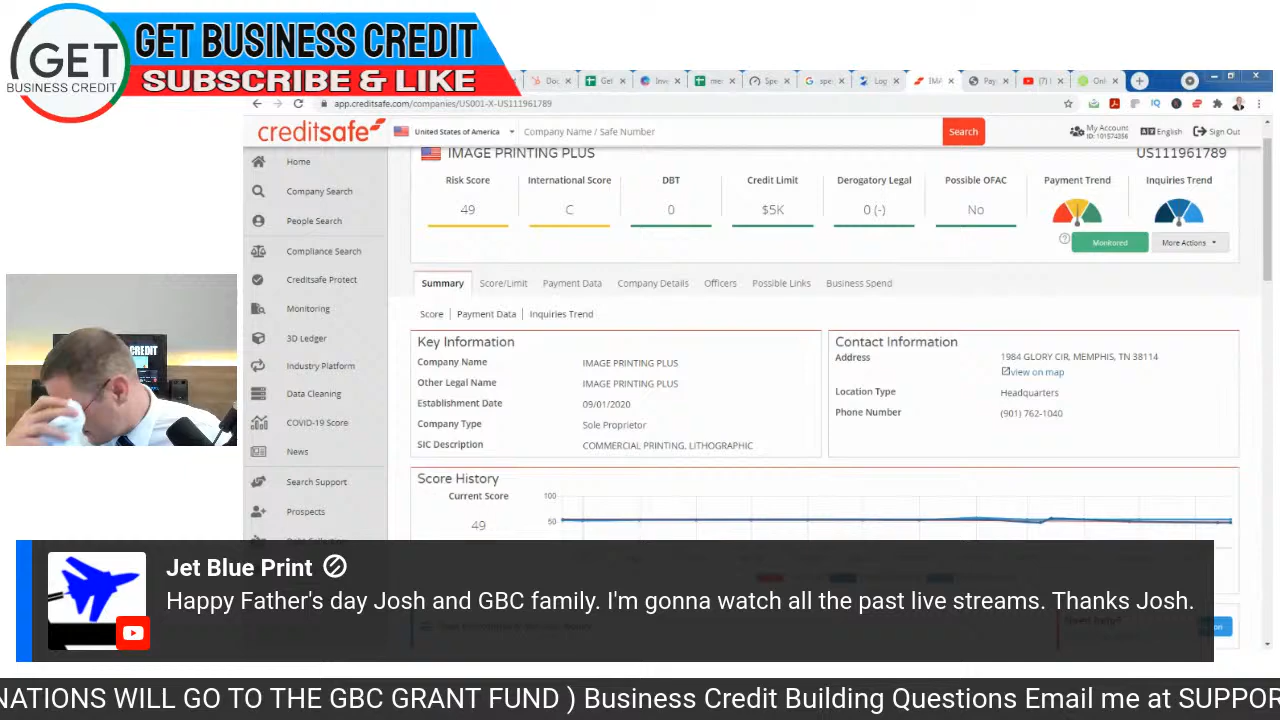 GET
BUSINESS CREDIT
GET BUSINESS CREDIT
SUBSCRIBE & LIKE
app.creditsafe.com/companies/US001-X-US111961789
creditsafe
United States of America
Company Name / Safe Number
Search
My Account
ID: 101574356
English
Sign Out
Home
Company Search
People Search
Compliance Search
Creditsafe Protect
Monitoring
3D Ledger
Industry Platform
Data Cleaning
COVID-19 Score
News
Search Support
Prospects
IMAGE PRINTING PLUS
US111961789
Risk Score
International Score
DBT
Credit Limit
Derogatory Legal
Possible OFAC
Payment Trend
Inquiries Trend
49
C
0
$5K
0 (-)
No
Monitored
More Actions
Summary
Score/Limit
Payment Data
Company Details
Officers
Possible Links
Business Spend
Score
Payment Data
Inquiries Trend
Key Information
Company Name IMAGE PRINTING PLUS
Other Legal Name IMAGE PRINTING PLUS
Establishment Date 09/01/2020
Company Type Sole Proprietor
SIC Description COMMERCIAL PRINTING, LITHOGRAPHIC
Contact Information
Address 1984 GLORY CIR, MEMPHIS, TN 38114
view on map
Location Type Headquarters
Phone Number (901) 762-1040
Score History
Current Score
49
100
50
CREDIT
Jet Blue Print
Happy Father's day Josh and GBC family. I'm gonna watch all the past live streams. Thanks Josh.
NATIONS WILL GO TO THE GBC GRANT FUND ) Business Credit Building Questions Email me at SUPPOR